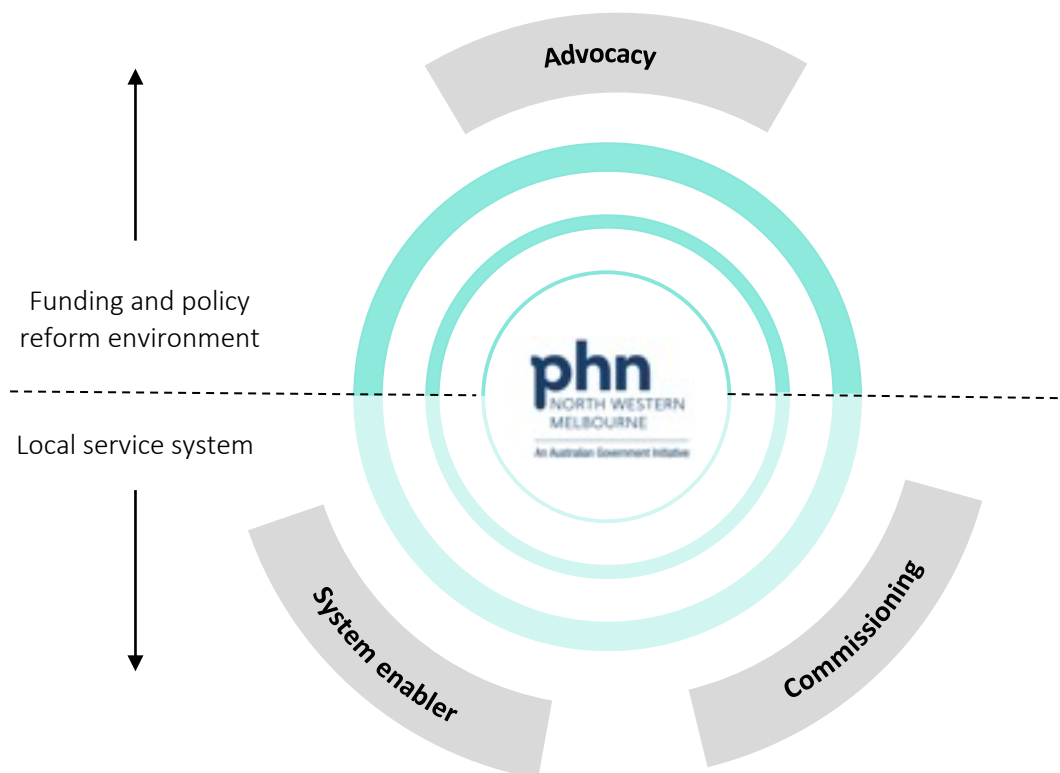 Advocacy
Funding and policy
reform environment
phn
NORTH WESTERN
MELBOURNE
An Australian Government Initiative
Local service system
System enabler
Commissioning